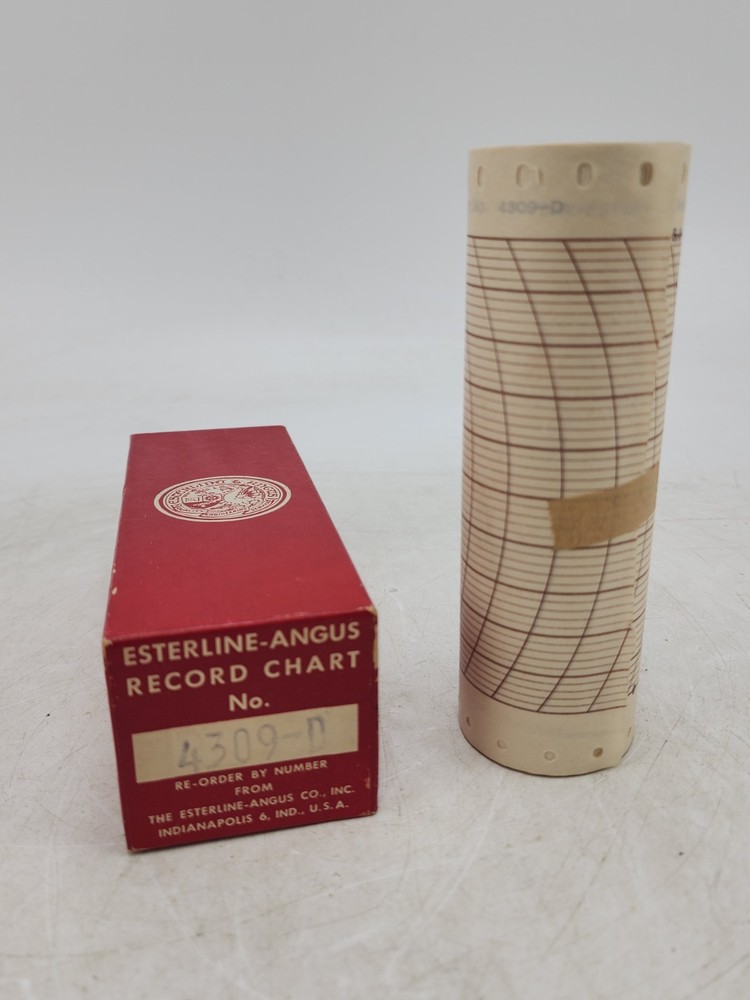 ESTERLINE-ANGUS
RECORD CHART
No.
4309-D
RE-ORDER BY NUMBER
FROM
THE ESTERLINE-ANGUS CO., INC.
INDIANAPOLIS 6, IND., U.S.A.
No. 4309-D